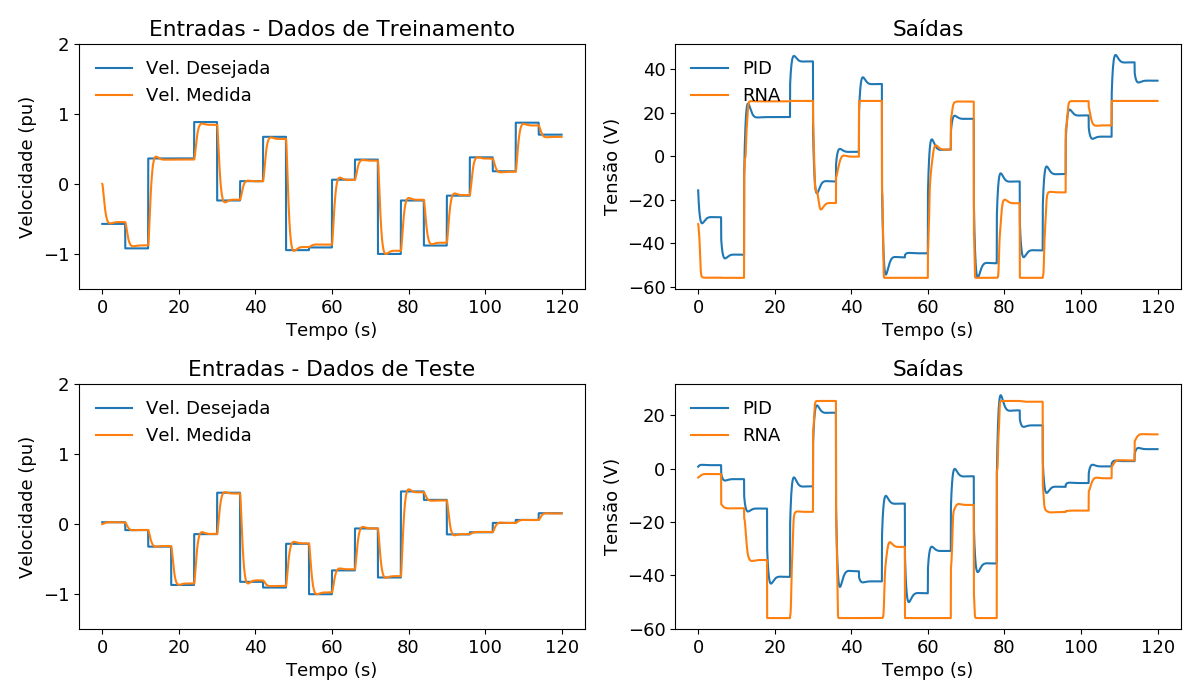 Entradas - Dados de Treinamento
2
1
0
−1
Velocidade (pu)
Vel. Desejada
Vel. Medida
0 20 40 60 80 100 120
Tempo (s)
Saídas
40
20
0
−20
−40
−60
Tensão (V)
PID
RNA
0 20 40 60 80 100 120
Tempo (s)
Entradas - Dados de Teste
2
1
0
−1
Velocidade (pu)
Vel. Desejada
Vel. Medida
0 20 40 60 80 100 120
Tempo (s)
Saídas
20
0
−20
−40
−60
Tensão (V)
PID
RNA
0 20 40 60 80 100 120
Tempo (s)